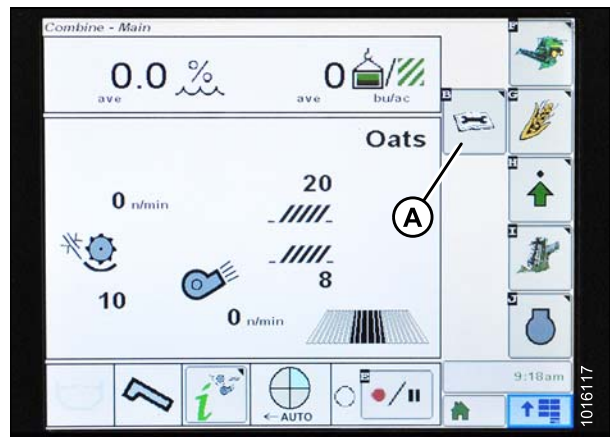 Combine - Main
F
0.0 %
ave
0 /
ave bu/ac
B
G
Oats
A
H
20
0 n/min
I
8
10
0 n/min
J
9:18am
i
← AUTO
E
/
1016117